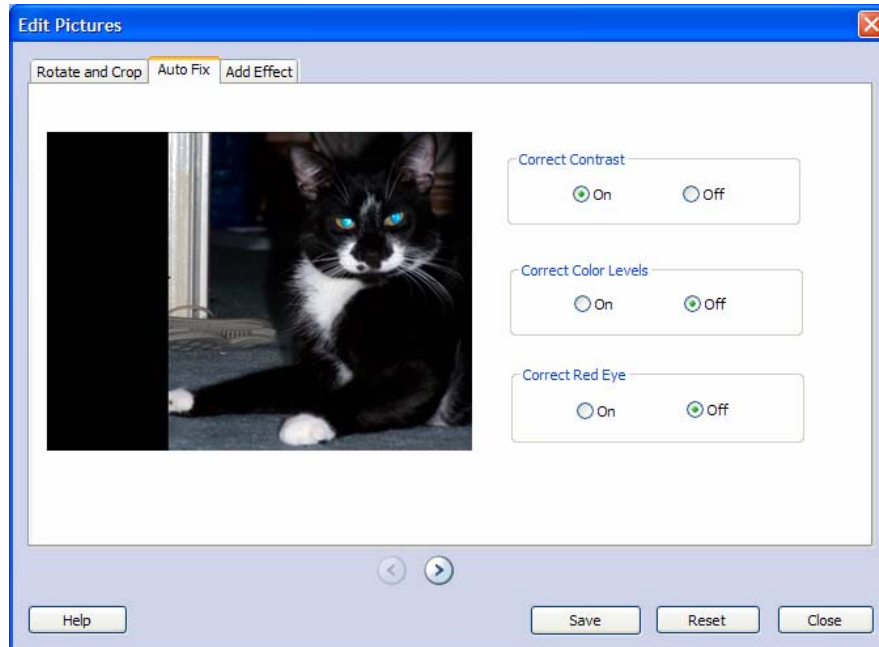 Edit Pictures
Rotate and Crop Auto Fix Add Effect
Correct Contrast
On Off
Correct Color Levels
On Off
Correct Red Eye
On Off
Help Save Reset Close